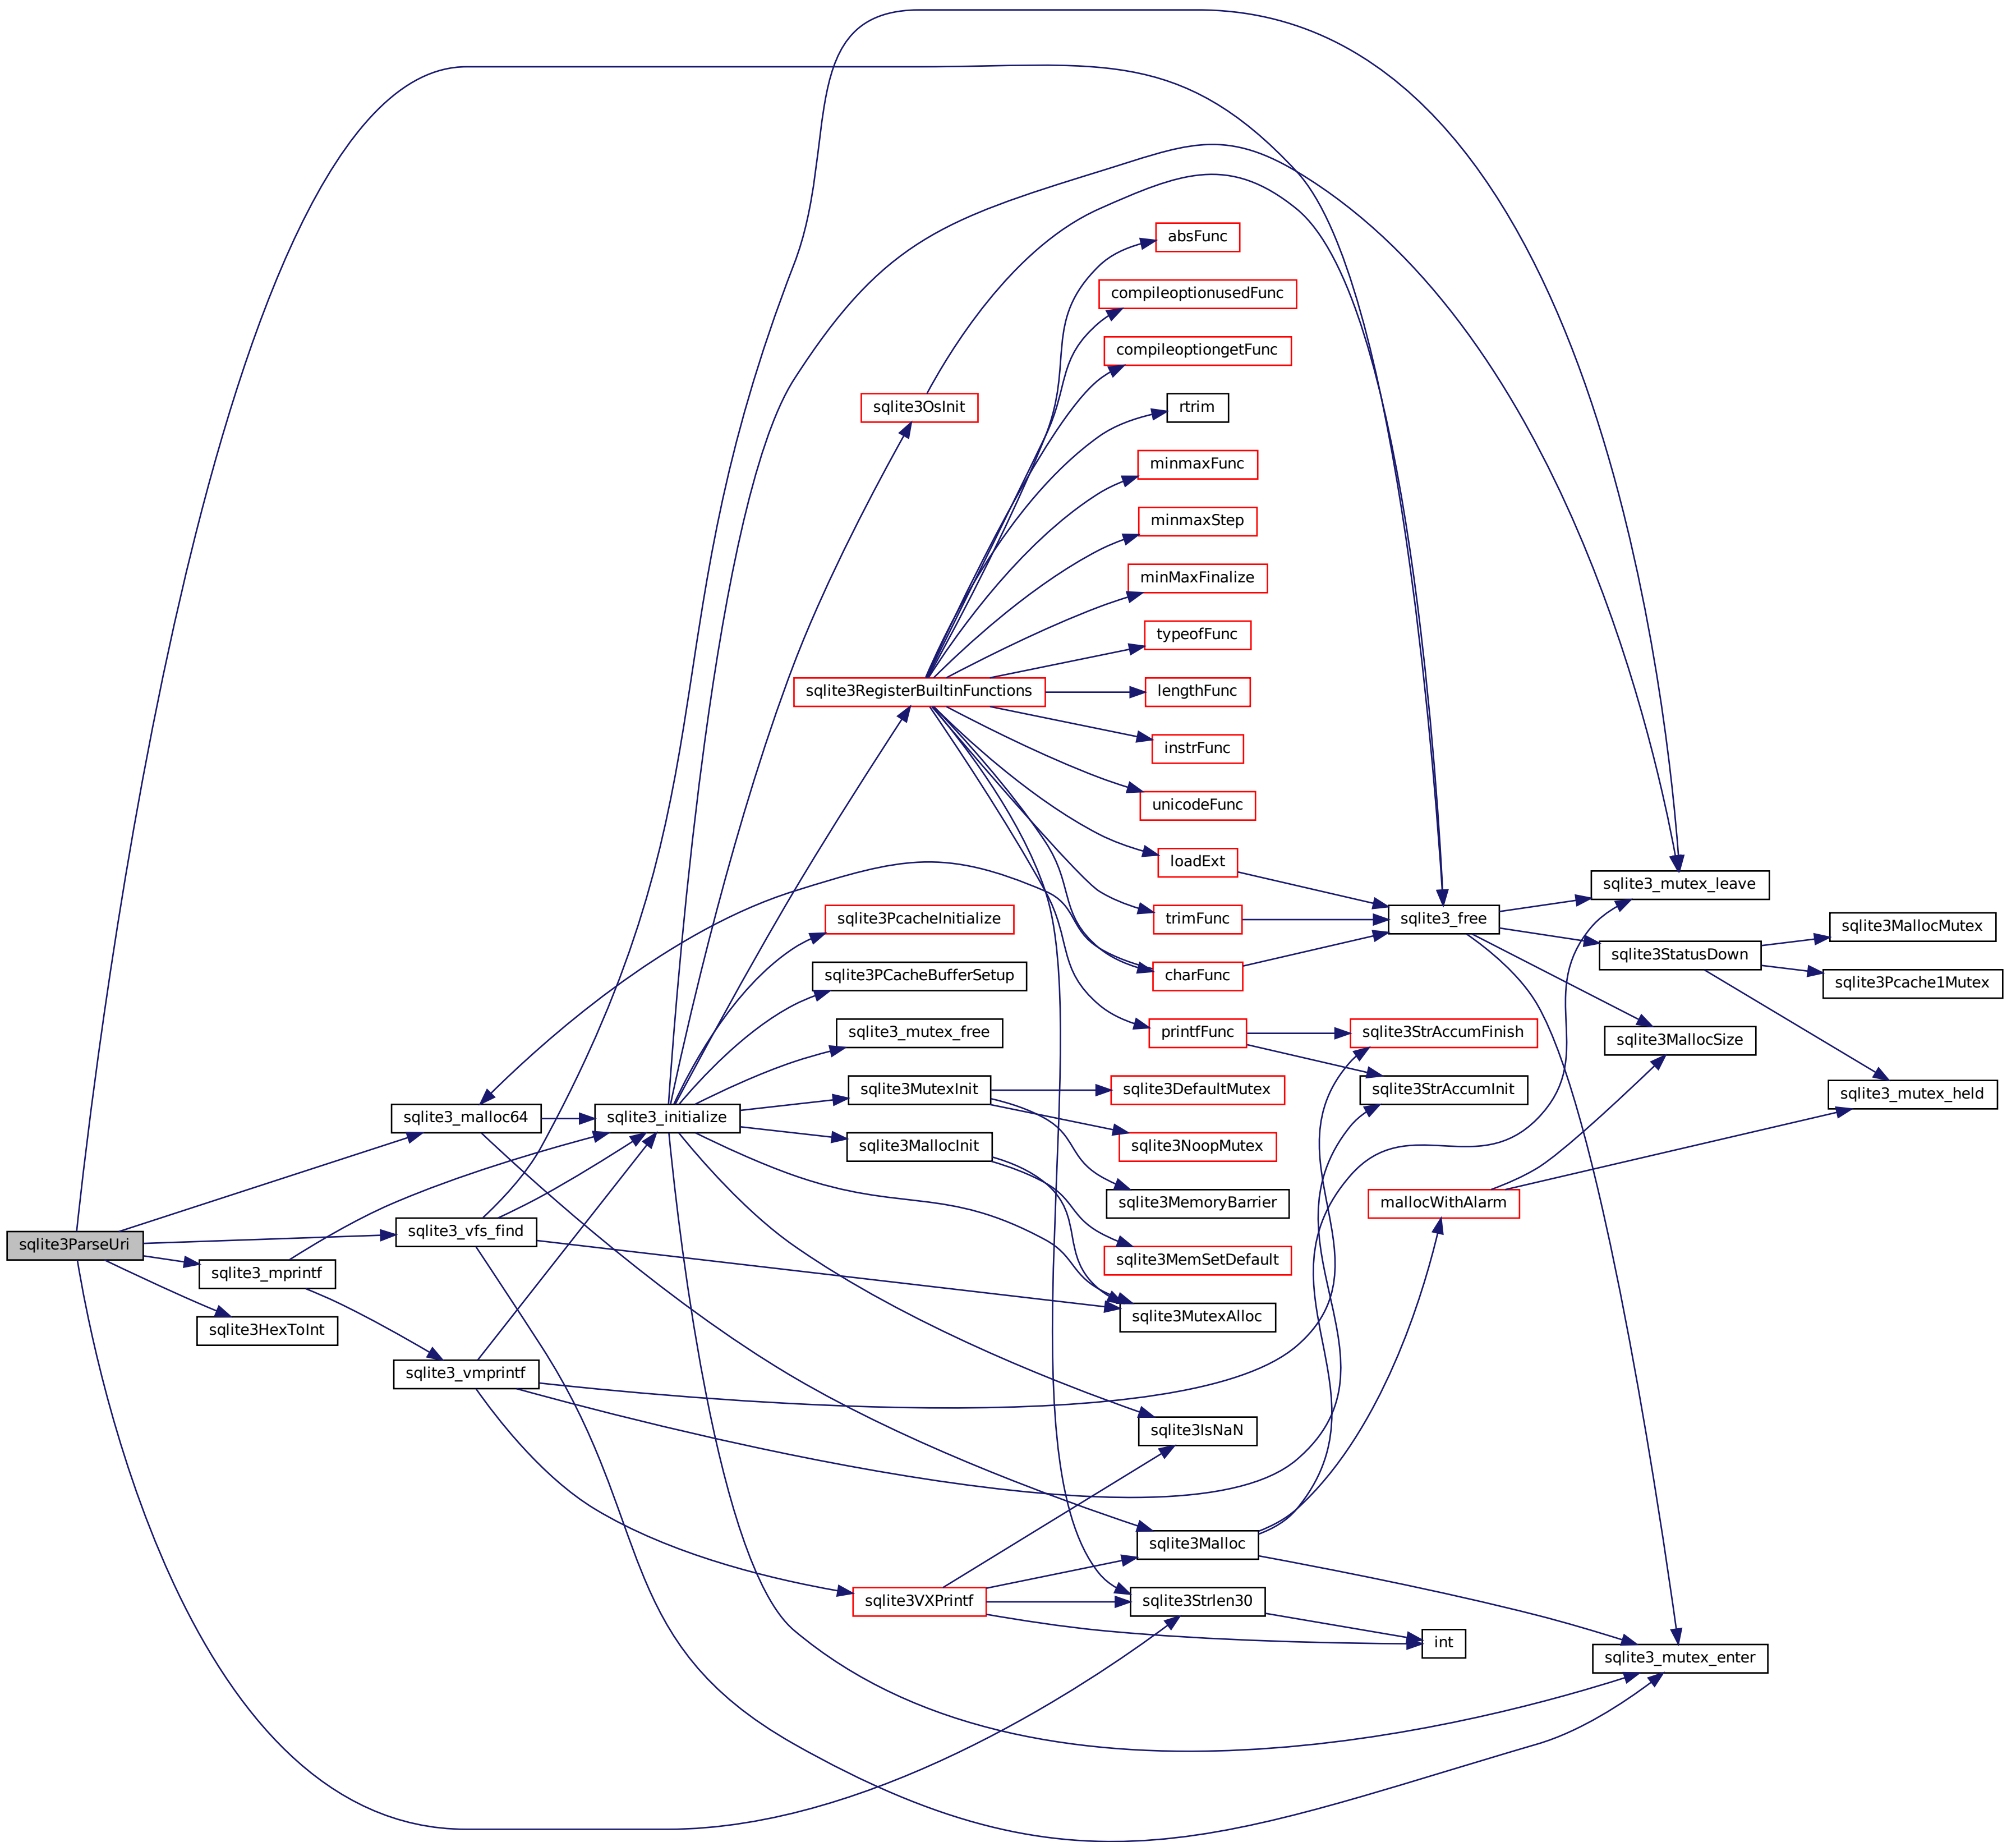 absFunc
compileoptionusedFunc
compileoptiongetFunc
sqlite3OsInit
rtrim
minmaxFunc
minmaxStep
minMaxFinalize
typeofFunc
sqlite3RegisterBuiltinFunctions
lengthFunc
instrFunc
unicodeFunc
loadExt
sqlite3_mutex_leave
sqlite3PcacheInitialize
trimFunc
sqlite3_free
sqlite3MallocMutex
sqlite3StatusDown
sqlite3PCacheBufferSetup
charFunc
sqlite3Pcache1Mutex
sqlite3_mutex_free
printfFunc
sqlite3StrAccumFinish
sqlite3MallocSize
sqlite3MutexInit
sqlite3DefaultMutex
sqlite3StrAccumInit
sqlite3_mutex_held
sqlite3_malloc64
sqlite3_initialize
sqlite3MallocInit
sqlite3NoopMutex
sqlite3MemoryBarrier
mallocWithAlarm
sqlite3_vfs_find
sqlite3ParseUri
sqlite3_mprintf
sqlite3MemSetDefault
sqlite3MutexAlloc
sqlite3HexToInt
sqlite3_vmprintf
sqlite3IsNaN
sqlite3Malloc
sqlite3VXPrintf
sqlite3Strlen30
int
sqlite3_mutex_enter